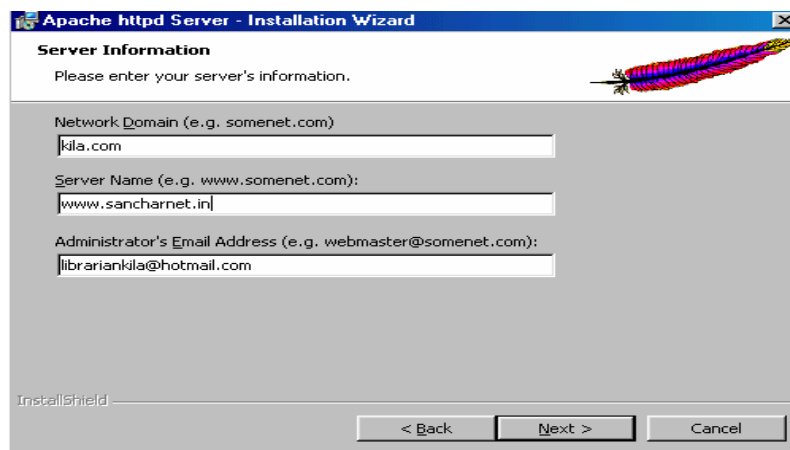 Apache httpd Server - Installation Wizard
Server Information
Please enter your server's information.
Network Domain (e.g. somenet.com)
kila.com
Server Name (e.g. www.somenet.com):
www.sancharnet.in
Administrator's Email Address (e.g. webmaster@somenet.com):
librariankila@hotmail.com
InstallShield
< Back
Next >
Cancel